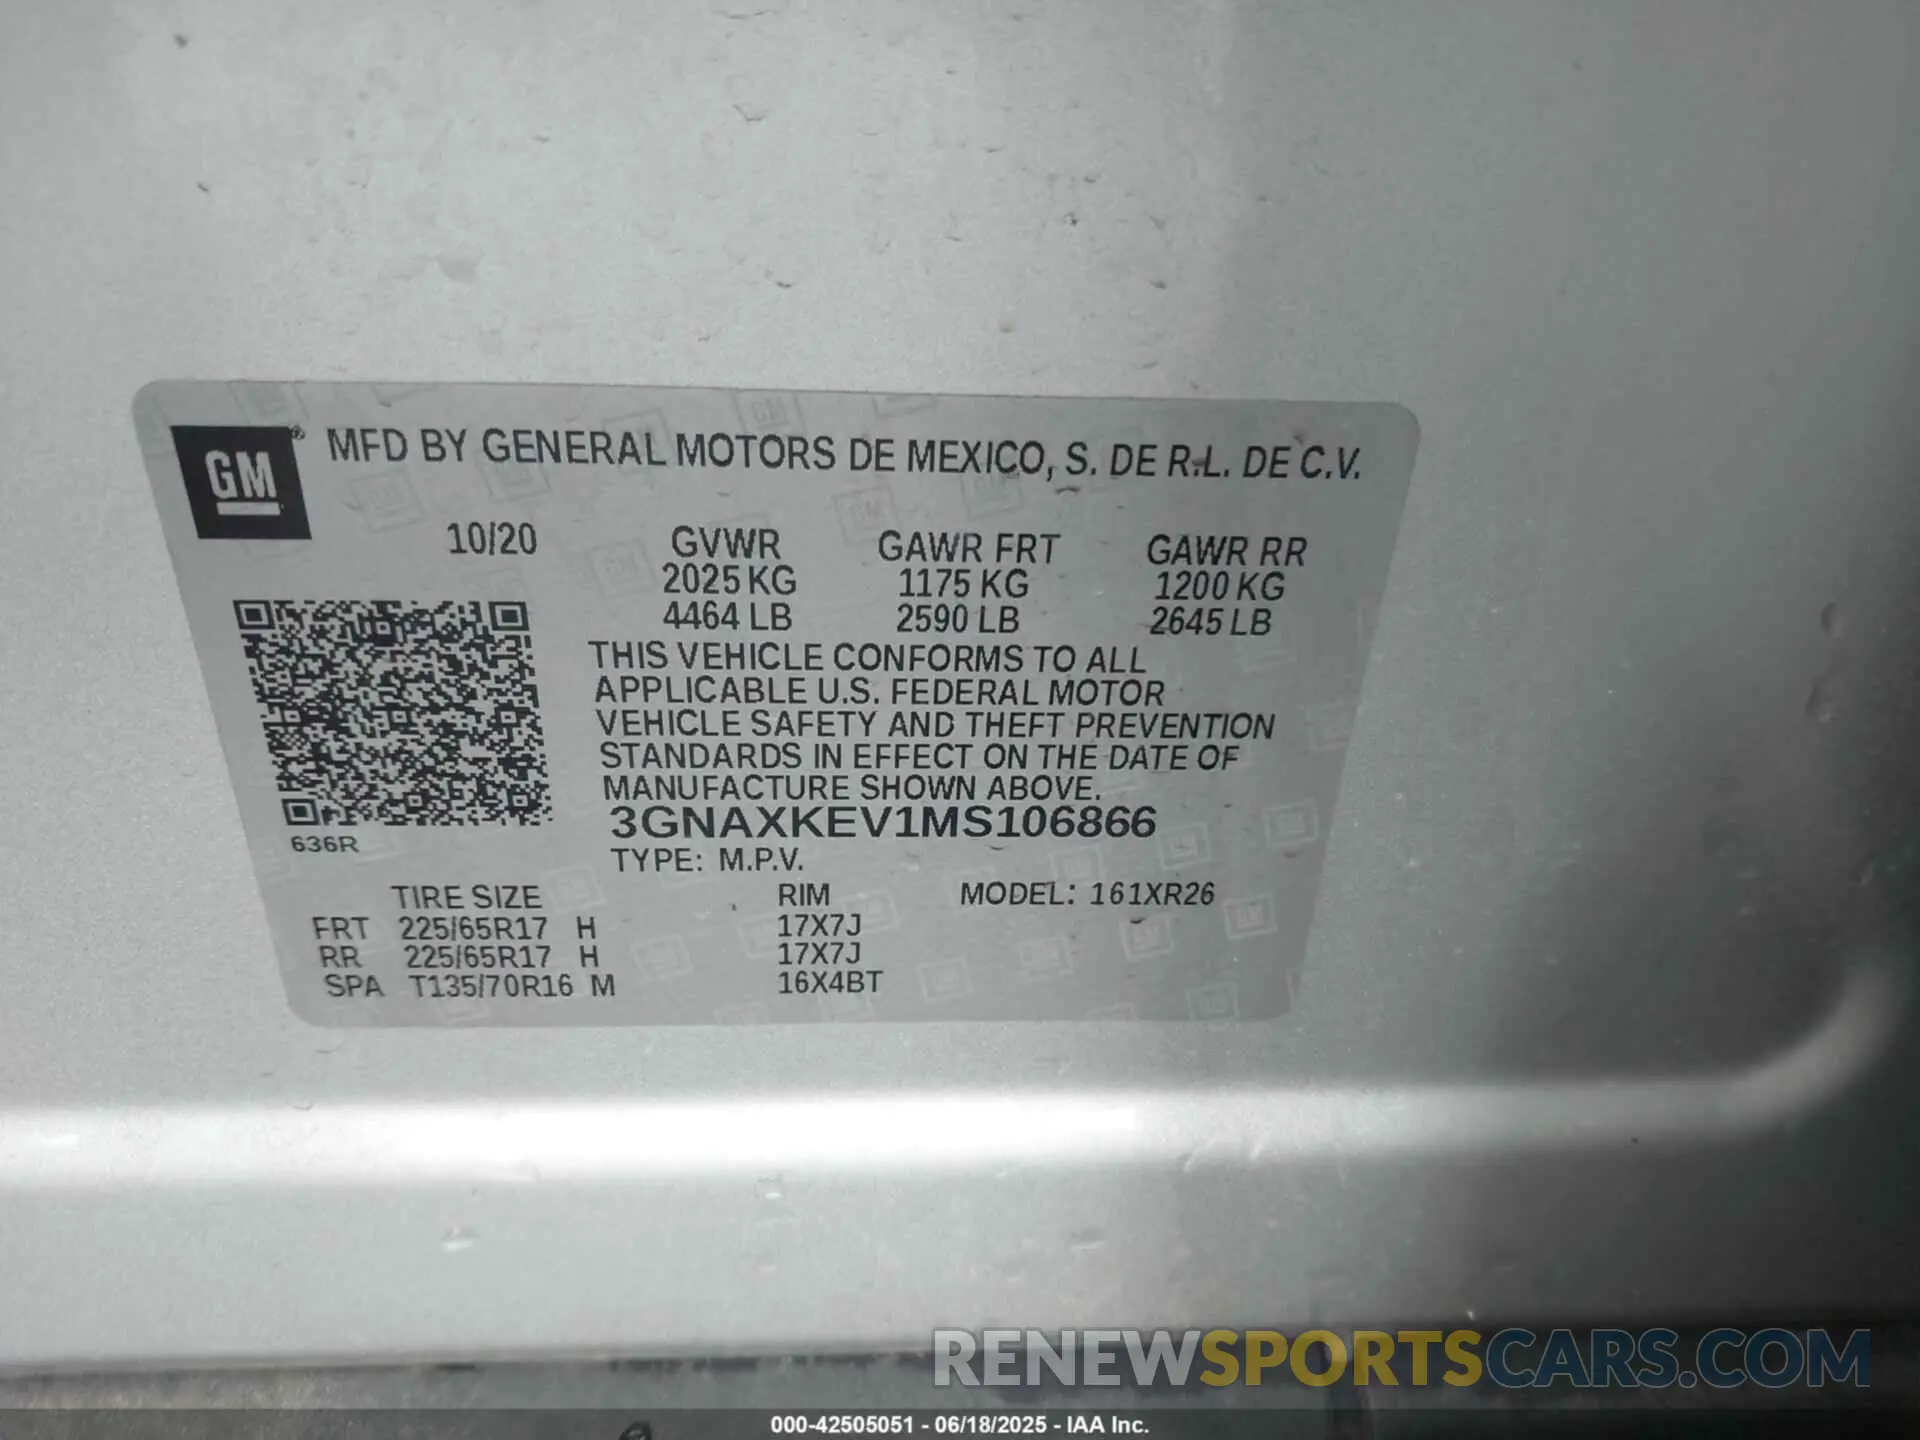 GM® MFD BY GENERAL MOTORS DE MEXICO, S. DE R.L. DE C.V.
10/20 GVWR GAWR FRT GAWR RR
2025 KG 1175 KG 1200 KG
4464 LB 2590 LB 2645 LB
THIS VEHICLE CONFORMS TO ALL
APPLICABLE U.S. FEDERAL MOTOR
VEHICLE SAFETY AND THEFT PREVENTION
STANDARDS IN EFFECT ON THE DATE OF
MANUFACTURE SHOWN ABOVE.
3GNAXKEV1MS106866
636R
TYPE: M.P.V.
TIRE SIZE RIM MODEL: 161XR26
FRT 225/65R17 H 17X7J
RR 225/65R17 H 17X7J
SPA T135/70R16 M 16X4BT
RENEWSPORTSCARS.COM
000-42505051 - 06/18/2025 - IAA Inc.